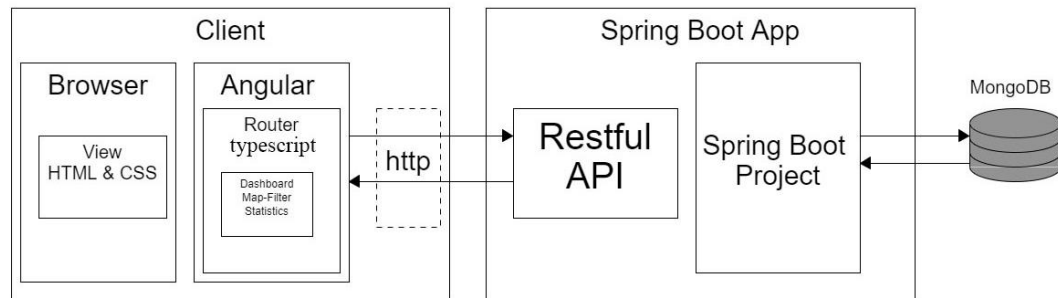 Client
Browser
View
HTML & CSS
Angular
Router
typescript
Dashboard
Map-Filter
Statistics
http
Spring Boot App
Restful
API
Spring Boot
Project
MongoDB